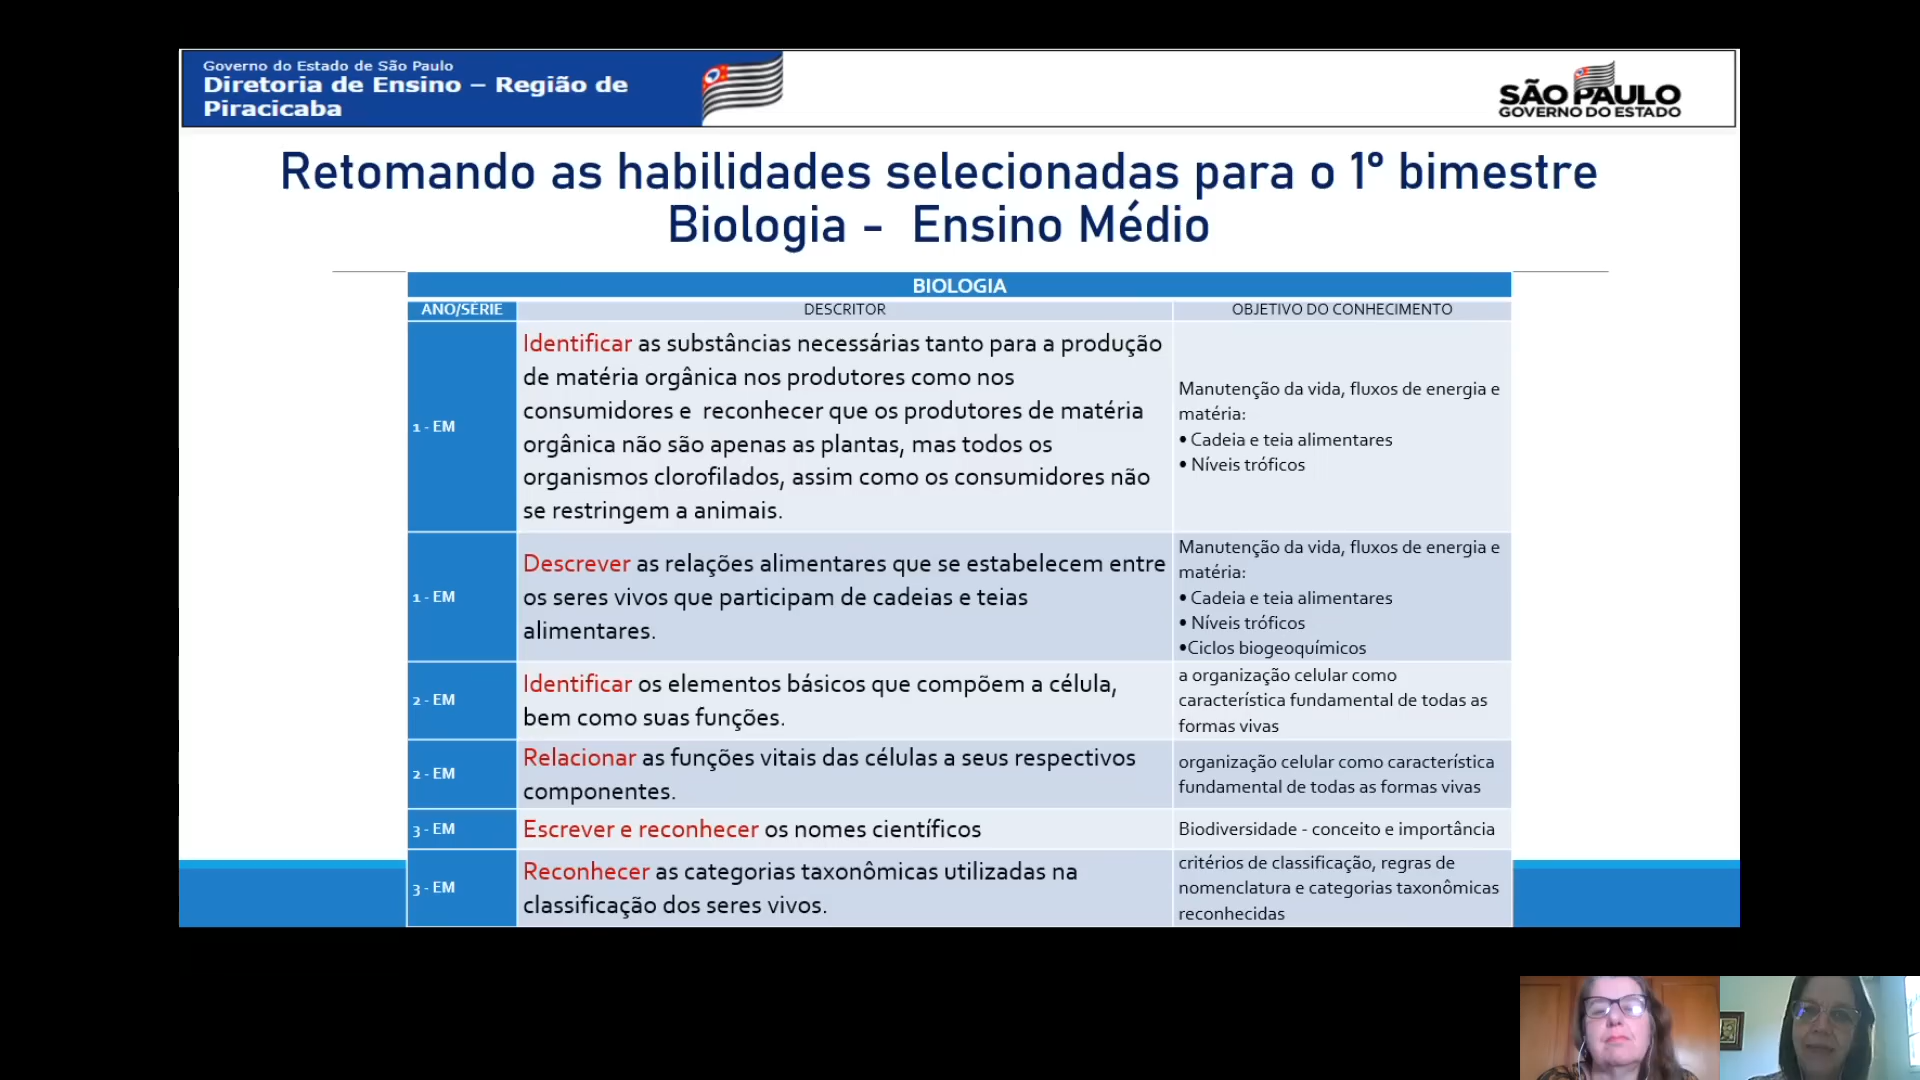 Governo do Estado de São Paulo
Diretoria de Ensino – Região de
Piracicaba
SÃO PAULO
GOVERNO DO ESTADO
Retomando as habilidades selecionadas para o 1° bimestre
Biologia - Ensino Médio
BIOLOGIA
ANO/SÉRIE DESCRITOR OBJETIVO DO CONHECIMENTO
1 - EM
Identificar as substâncias necessárias tanto para a produção
de matéria orgânica nos produtores como nos
consumidores e reconhecer que os produtores de matéria
orgânica não são apenas as plantas, mas todos os
organismos clorofilados, assim como os consumidores não
se restringem a animais.
Manutenção da vida, fluxos de energia e
matéria:
• Cadeia e teia alimentares
• Níveis tróficos
1 - EM
Descrever as relações alimentares que se estabelecem entre
os seres vivos que participam de cadeias e teias
alimentares.
Manutenção da vida, fluxos de energia e
matéria:
• Cadeia e teia alimentares
• Níveis tróficos
•Ciclos biogeoquímicos
2 - EM
Identificar os elementos básicos que compõem a célula,
bem como suas funções.
a organização celular como
característica fundamental de todas as
formas vivas
2 - EM
Relacionar as funções vitais das células a seus respectivos
componentes.
organização celular como característica
fundamental de todas as formas vivas
3 - EM
Escrever e reconhecer os nomes científicos
Biodiversidade - conceito e importância
3 - EM
Reconhecer as categorias taxonômicas utilizadas na
classificação dos seres vivos.
critérios de classificação, regras de
nomenclatura e categorias taxonômicas
reconhecidas